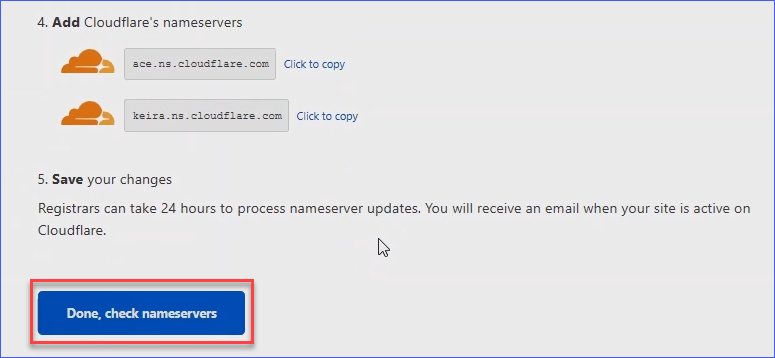 4. Add Cloudflare's nameservers
ace.ns.cloudflare.com Click to copy
keira.ns.cloudflare.com Click to copy
5. Save your changes
Registrars can take 24 hours to process nameserver updates. You will receive an email when your site is active on
Cloudflare.
Done, check nameservers